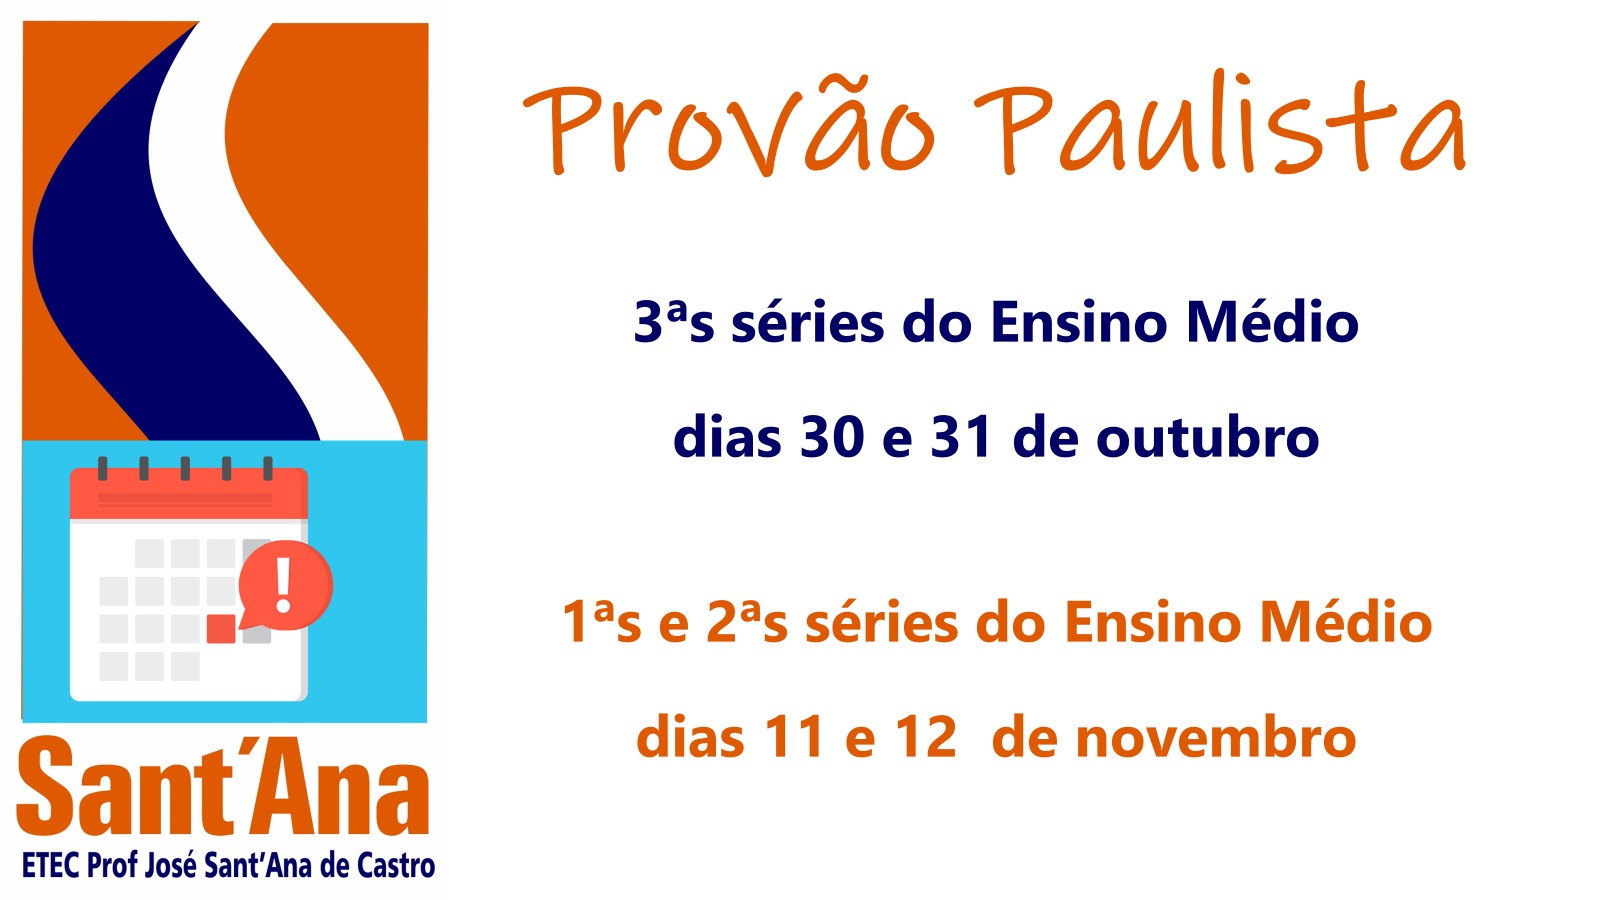 Provão Paulista
3ªs séries do Ensino Médio
dias 30 e 31 de outubro
1ªs e 2ªs séries do Ensino Médio
dias 11 e 12 de novembro
!
Sant'Ana
ETEC Prof José Sant'Ana de Castro